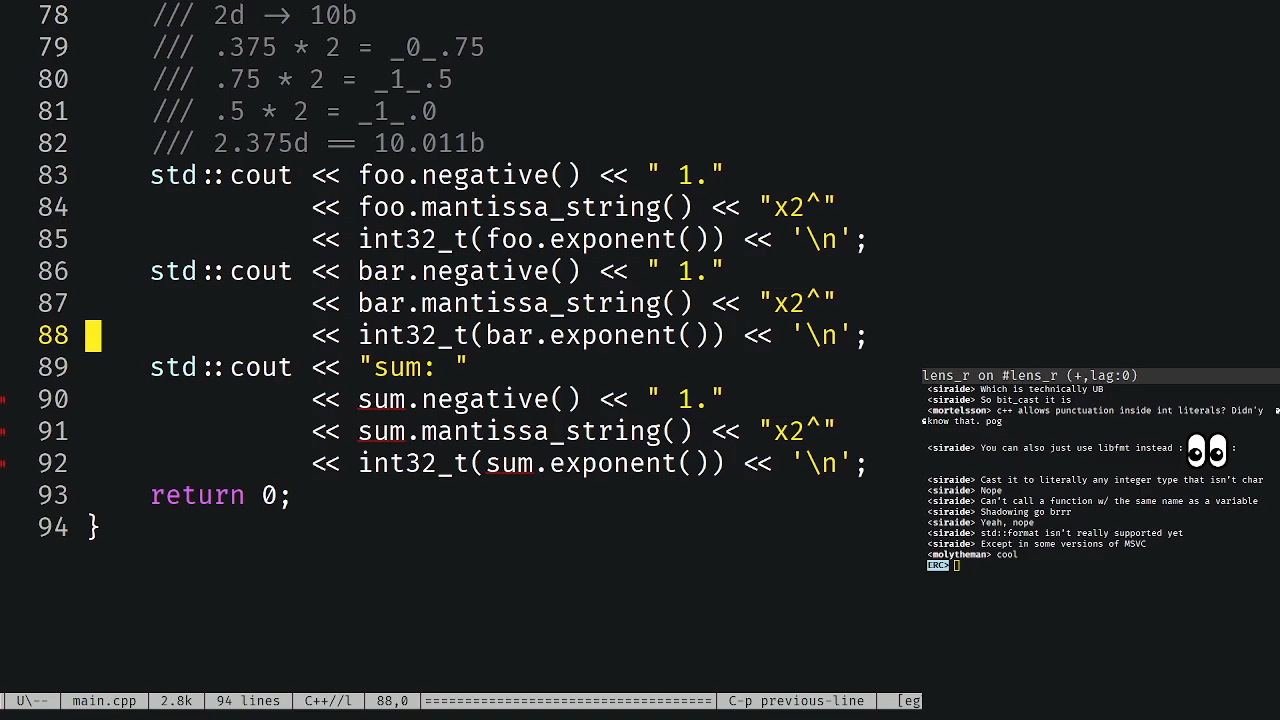 78 /// 2d -> 10b
79 /// .375 * 2 = _0_.75
80 /// .75 * 2 = _1_.5
81 /// .5 * 2 = _1_.0
82 /// 2.375d == 10.011b
83 std::cout << foo.negative() << " 1."
84 << foo.mantissa_string() << "x2^"
85 << int32_t(foo.exponent()) << '\n';
86 std::cout << bar.negative() << " 1."
87 << bar.mantissa_string() << "x2^"
88 << int32_t(bar.exponent()) << '\n';
89 std::cout << "sum: "
90 << sum.negative() << " 1."
91 << sum.mantissa_string() << "x2^"
92 << int32_t(sum.exponent()) << '\n';
93 return 0;
94 }
lens_r on #lens_r (+,lag:0)
<siraide> Which is technically UB
<siraide> So bit_cast it is
<mortelsson> c++ allows punctuation inside int literals? Didn'y
know that. pog
<siraide> You can also just use libfmt instead : :
<siraide> Cast it to literally any integer type that isn't char
<siraide> Nope
<siraide> Can't call a function w/ the same name as a variable
<siraide> Shadowing go brrr
<siraide> Yeah, nope
<siraide> std::format isn't really supported yet
<siraide> Except in some versions of MSVC
<molytheman> cool
ERC>
U\-- main.cpp 2.8k 94 lines C++//l 88,0 ==================================== C-p previous-line [eg